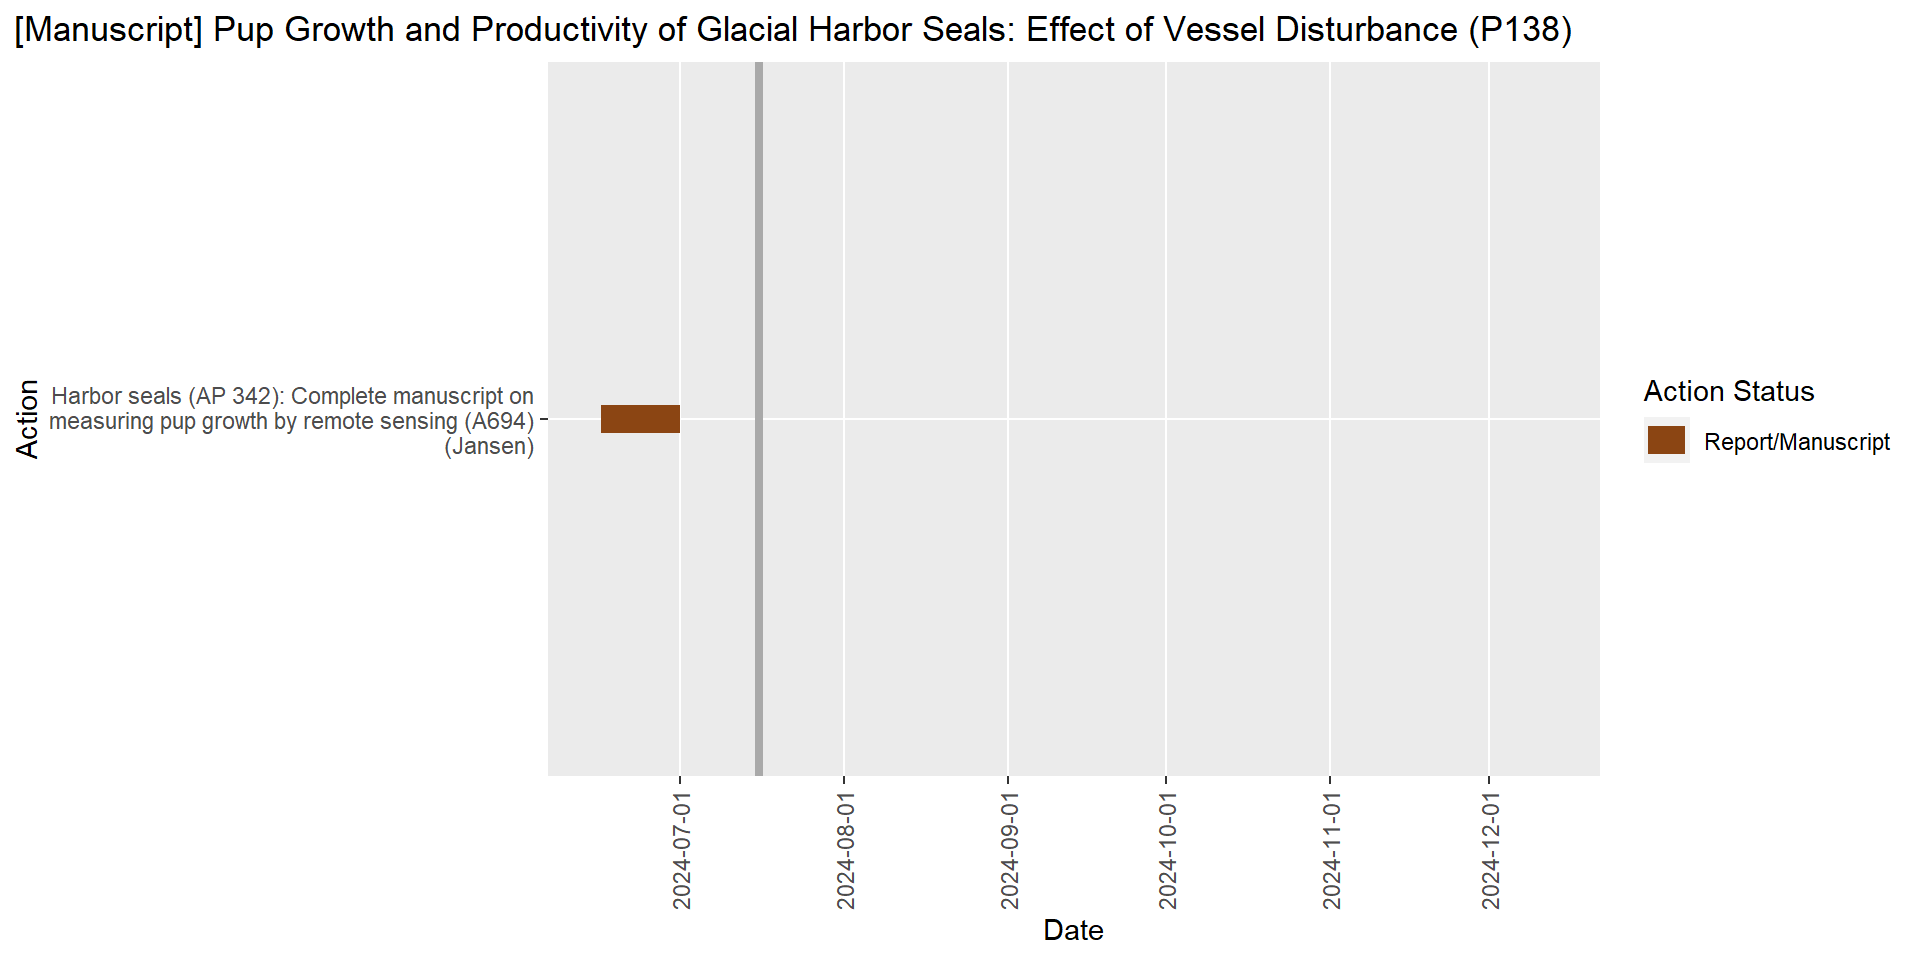 [Manuscript] Pup Growth and Productivity of Glacial Harbor Seals: Effect of Vessel Disturbance (P138)
Action
Harbor seals (AP 342): Complete manuscript on
measuring pup growth by remote sensing (A694)
(Jansen)
2024-07-01
2024-08-01
2024-09-01
2024-10-01
2024-11-01
2024-12-01
Date
Action Status
Report/Manuscript